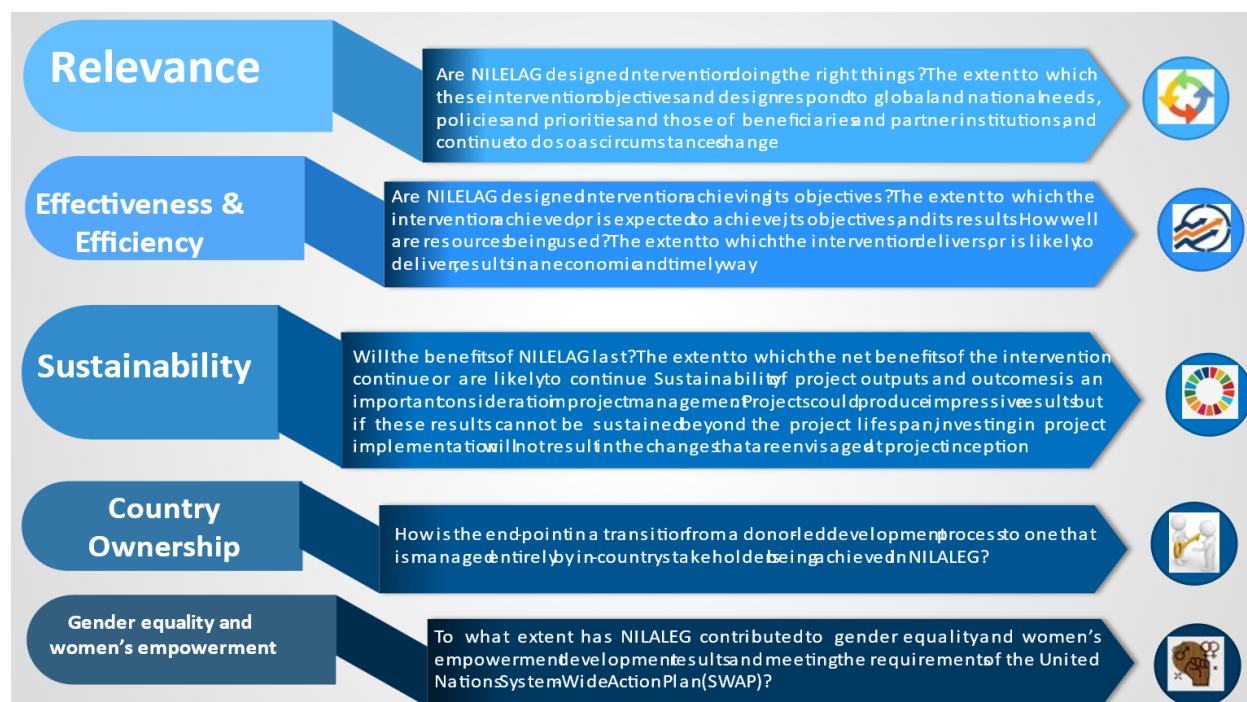 Relevance
Are NILELAG designed intervention doing the right things? The extent to which
these intervention objectives and design respond to global and national needs,
policies and priorities and those of beneficiaries and partner institutions, and
continue to do so as circumstances change
Effectiveness &
Efficiency
Are NILELAG designed intervention achieving its objectives? The extent to which the
intervention achieved, or is expected to achieve, its objectives, and its results How well
are resources being used? The extent to which the intervention delivers, or is likely to
deliver, results in an economic and timely way
Sustainability
Will the benefits of NILELAG last? The extent to which the net benefits of the intervention
continue or are likely to continue Sustainability of project outputs and outcomes is an
important consideration in project management. Projects could produce impressive results but
if these results cannot be sustained beyond the project lifespan, investing in project
implementation will not result in the changes that are envisaged at project inception
Country
Ownership
How is the end-point in a transition from a donor-led development process to one that
is managed entirely by in-country stakeholders being achieved in NILALEG?
Gender equality and
women's empowerment
To what extent has NILALEG contributed to gender equality and women's
empowerment development results and meeting the requirements of the United
Nations System-Wide Action Plan (SWAP)?